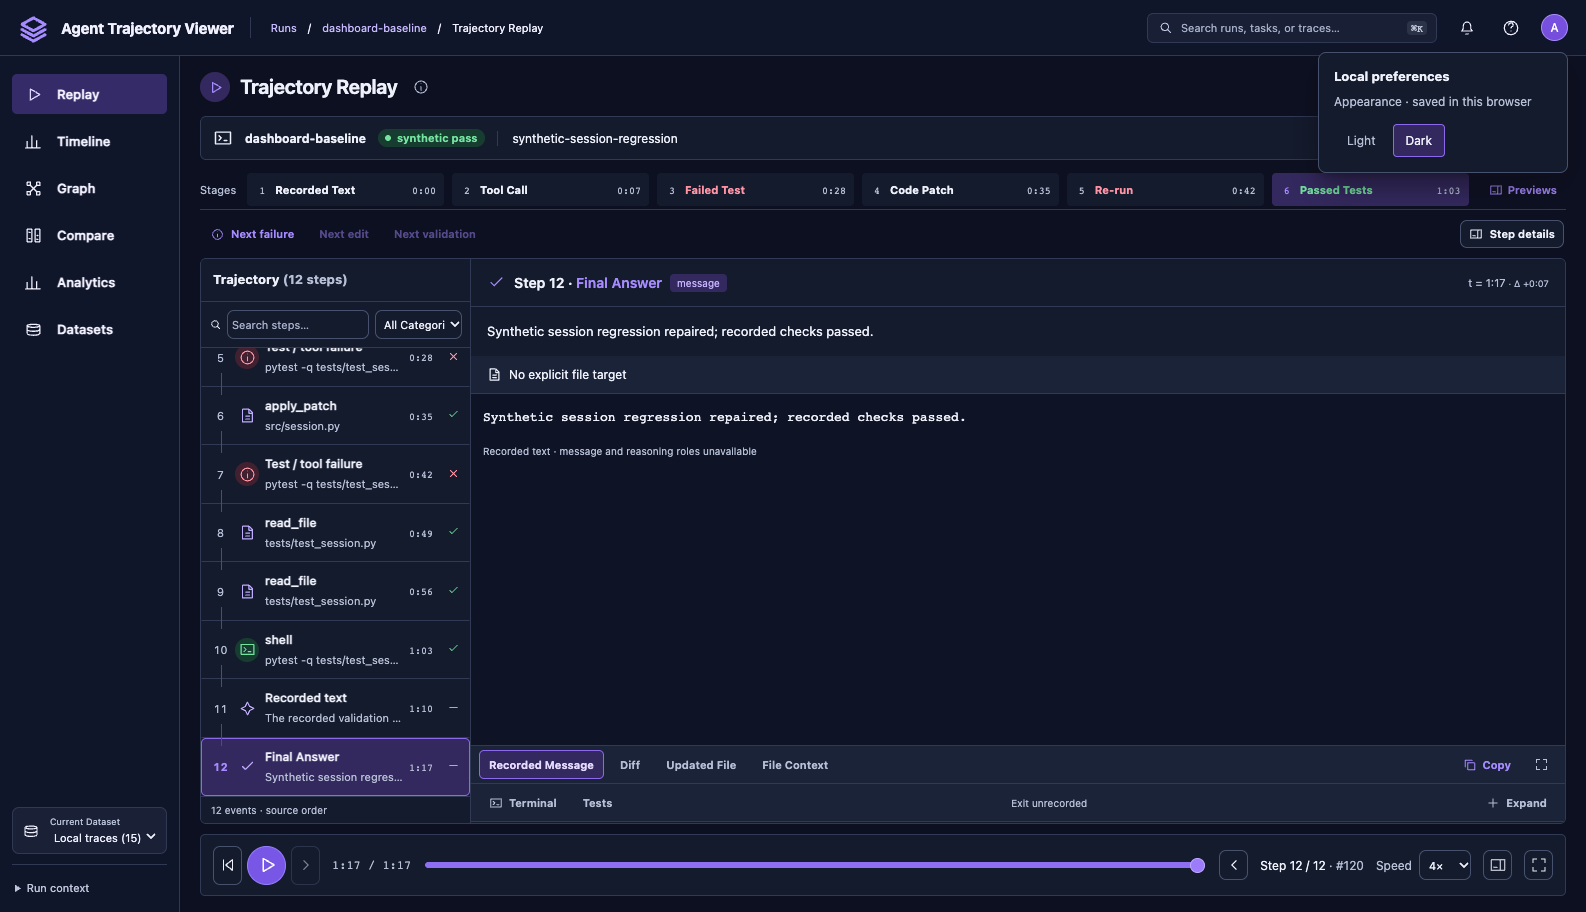 Agent Trajectory Viewer
Runs / dashboard-baseline / Trajectory Replay
Search runs, tasks, or traces...
⌘K
A
Local preferences
Appearance · saved in this browser
Light
Dark
Replay
Timeline
Graph
Compare
Analytics
Datasets
Trajectory Replay
dashboard-baseline
synthetic pass
synthetic-session-regression
Stages
1 Recorded Text 0:00
2 Tool Call 0:07
3 Failed Test 0:28
4 Code Patch 0:35
5 Re-run 0:42
6 Passed Tests 1:03
Previews
Next failure
Next edit
Next validation
Step details
Trajectory (12 steps)
Search steps...
All Categori
5 Test / tool failure 0:28
pytest -q tests/test_ses...
6 apply_patch 0:35
src/session.py
7 Test / tool failure 0:42
pytest -q tests/test_ses...
8 read_file 0:49
tests/test_session.py
9 read_file 0:56
tests/test_session.py
10 shell 1:03
pytest -q tests/test_ses...
11 Recorded text 1:10
The recorded validation ...
12 Final Answer 1:17
Synthetic session regres...
12 events · source order
Step 12 · Final Answer
message
t = 1:17 · Δ +0:07
Synthetic session regression repaired; recorded checks passed.
No explicit file target
Synthetic session regression repaired; recorded checks passed.
Recorded text · message and reasoning roles unavailable
Recorded Message
Diff
Updated File
File Context
Copy
Terminal
Tests
Exit unrecorded
Expand
Current Dataset
Local traces (15)
Run context
1:17 / 1:17
Step 12 / 12 · #120
Speed
4×